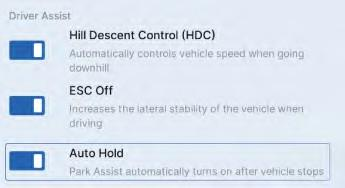 Driver Assist
Hill Descent Control (HDC)
Automatically controls vehicle speed when going
downhill
ESC Off
Increases the lateral stability of the vehicle when
driving
Auto Hold
Park Assist automatically turns on after vehicle stops